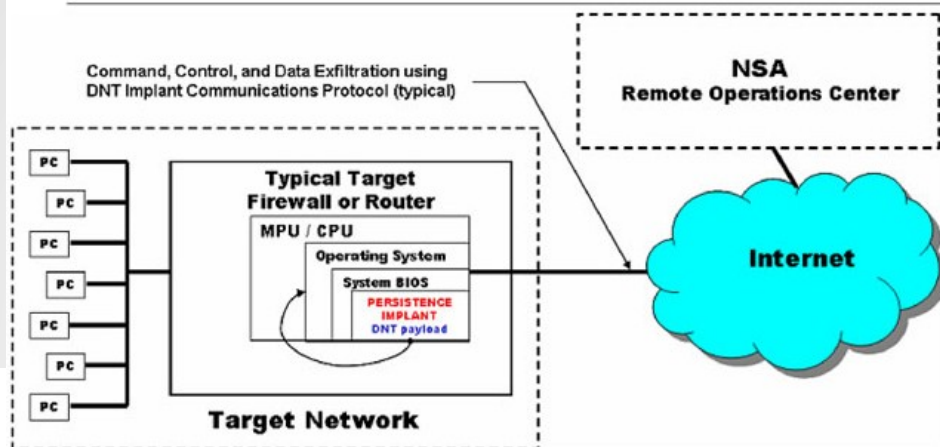 Command, Control, and Data Exfiltration using
DNT Implant Communications Protocol (typical)
NSA
Remote Operations Center
PC
PC
PC
PC
PC
PC
PC
Typical Target
Firewall or Router
MPU / CPU
Operating System
System BIOS
PERSISTENCE
IMPLANT
DNT payload
Internet
Target Network